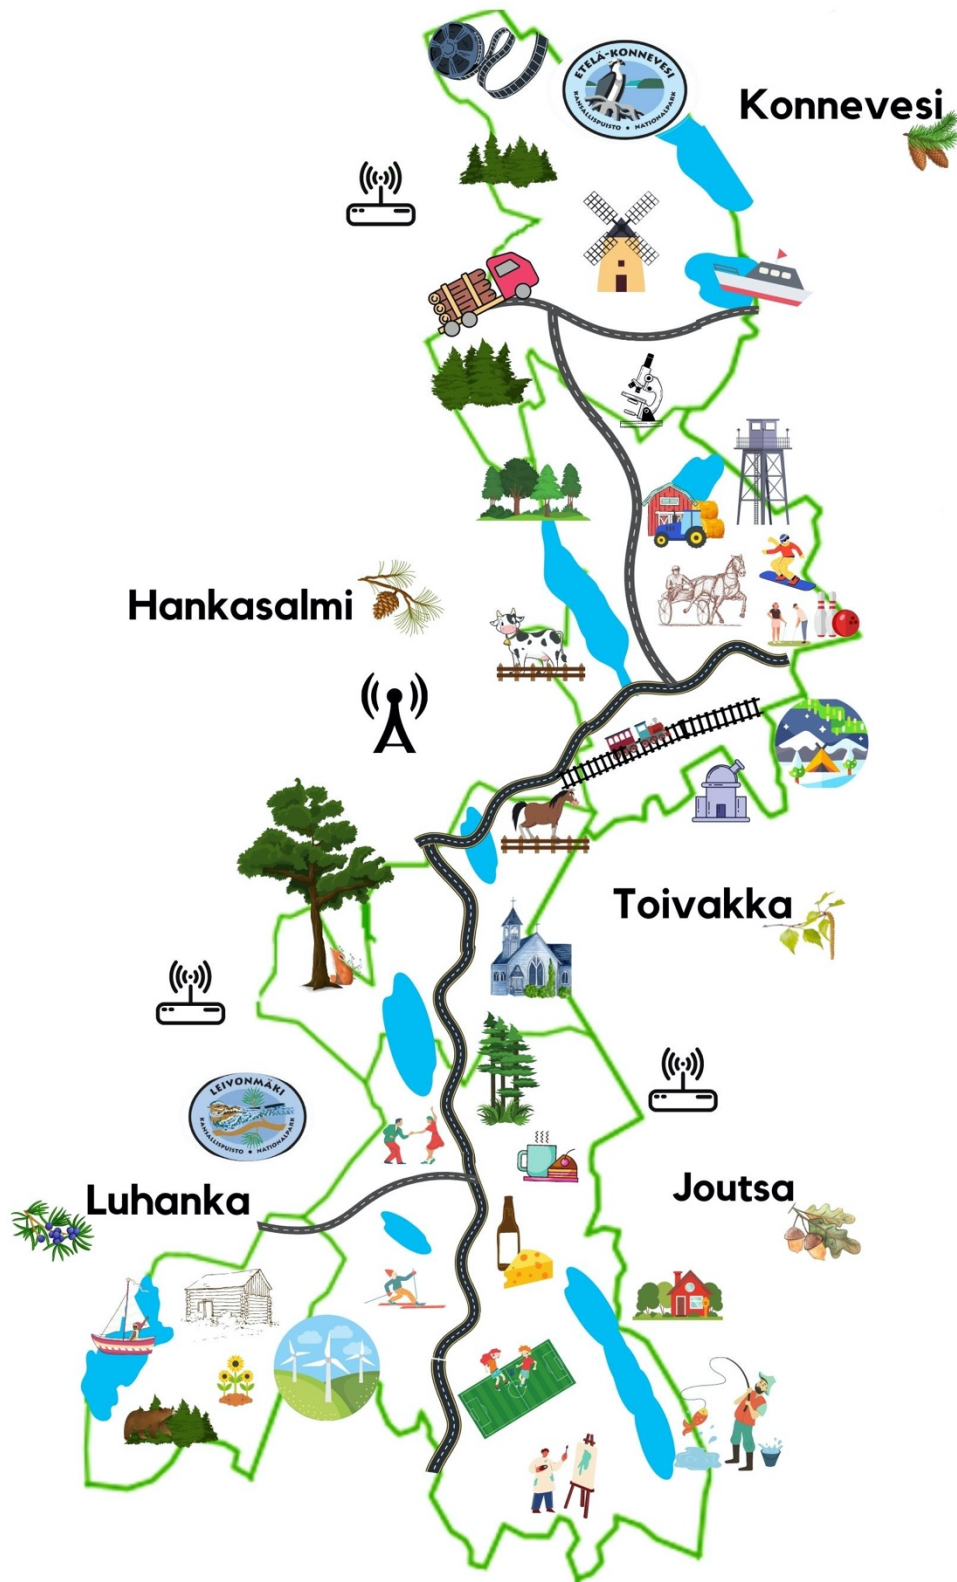 ETELÄ-KONNEVESI
KANSALLISPUISTO • NATIONALPARK
Konnevesi
Hankasalmi
Toivakka
LEIVONMÄKI
KANSALLISPUISTO • NATIONALPARK
Joutsa
Luhanka